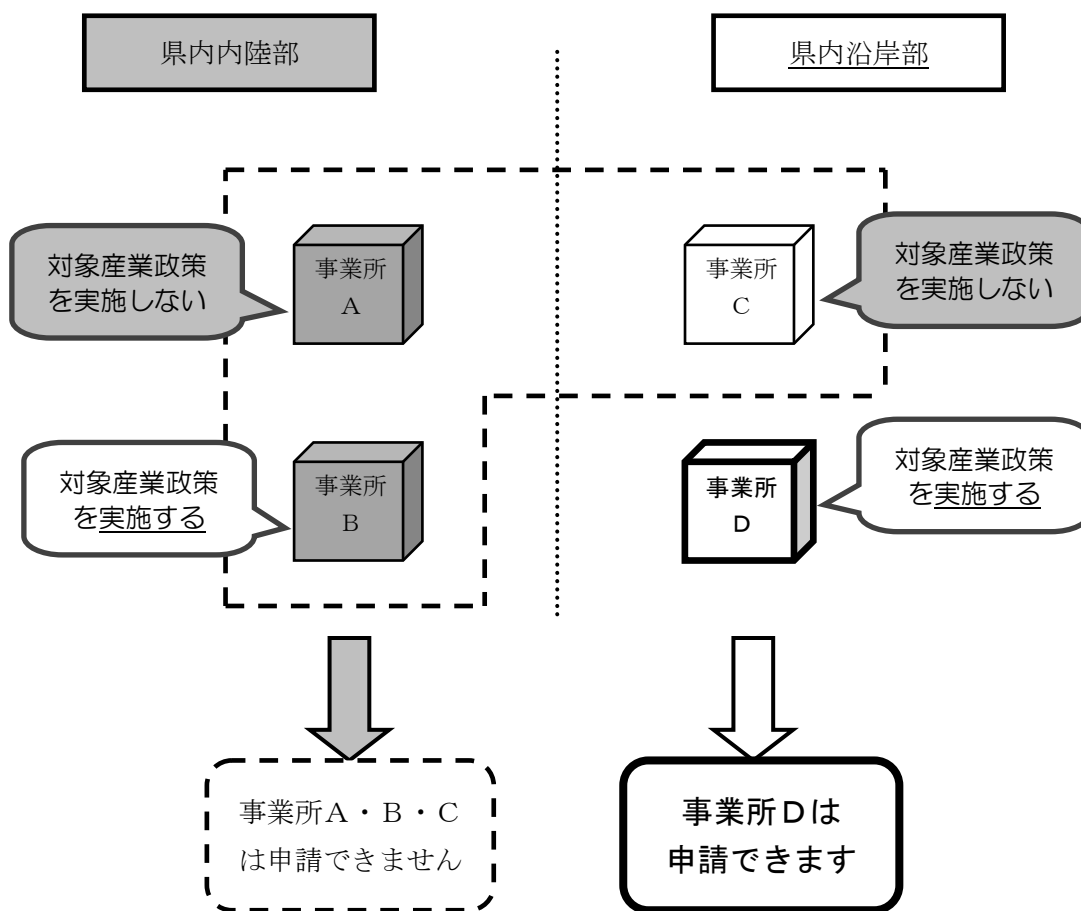 県内内陸部
県内沿岸部
対象産業政策
を実施しない
事業所
A
事業所
C
対象産業政策
を実施しない
対象産業政策
を実施する
事業所
B
事業所
D
対象産業政策
を実施する
事業所A・B・C
は申請できません
事業所Dは
申請できます